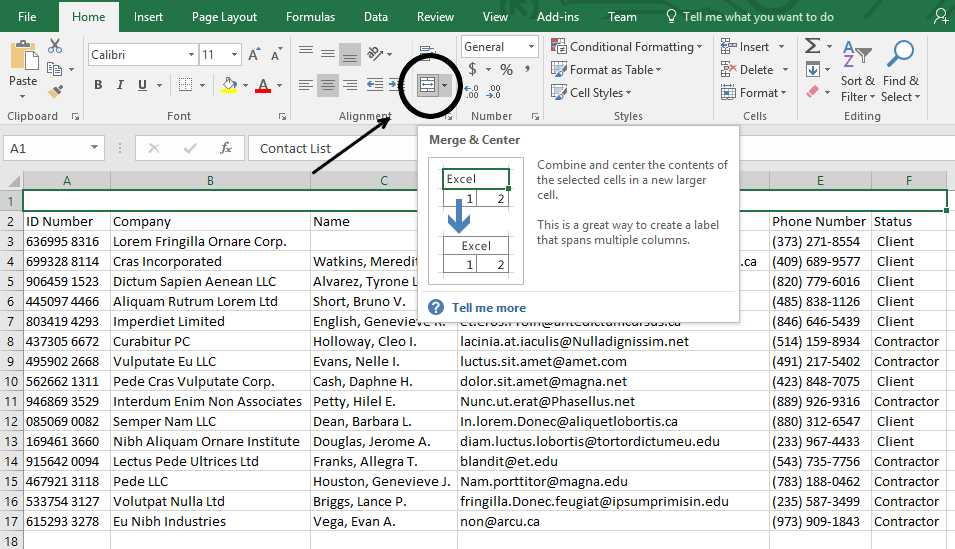 File Home Insert Page Layout Formulas Data Review View Add-ins Team Tell me what you want to do
Calibri 11 General Conditional Formatting Insert
Paste $ % , Format as Table Delete Sort & Find &
B I U A Cell Styles Format Filter Select
Clipboard Font Alignment Number Styles Cells Editing
A1 fx Contact List
Merge & Center
Combine and center the contents of
the selected cells in a new larger
cell.
This is a great way to create a label
that spans multiple columns.
Excel
1 2
Excel
1 2
? Tell me more
A B C E F
1
2 ID Number Company Name Phone Number Status
3 636995 8316 Lorem Fringilla Ornare Corp. (373) 271-8554 Client
4 699328 8114 Cras Incorporated Watkins, Meredit .ca (409) 689-9577 Client
5 906459 1523 Dictum Sapien Aenean LLC Alvarez, Tyrone L (820) 779-6016 Client
6 445097 4466 Aliquam Rutrum Lorem Ltd Short, Bruno V. (485) 838-1126 Client
7 803419 4293 Imperdiet Limited English, Genevieve R. et.eros.Proin@antedictumcursus.ca (846) 646-5439 Client
8 437305 6672 Curabitur PC Holloway, Cleo I. lacinia.at.iaculis@Nulladignissim.net (514) 159-8934 Contractor
9 495902 2668 Vulputate Eu LLC Evans, Nelle I. luctus.sit.amet@amet.com (491) 217-5402 Contractor
10 562662 1311 Pede Cras Vulputate Corp. Cash, Daphne H. dolor.sit.amet@magna.net (423) 848-7075 Client
11 946869 3529 Interdum Enim Non Associates Petty, Hilel E. Nunc.ut.erat@Phasellus.net (889) 926-9316 Contractor
12 085069 0082 Semper Nam LLC Dean, Barbara L. In.lorem.Donec@aliquetlobortis.ca (880) 312-6547 Client
13 169461 3660 Nibh Aliquam Ornare Institute Douglas, Jerome A. diam.luctus.lobortis@tortordictumeu.edu (233) 967-4433 Client
14 915642 0094 Lectus Pede Ultrices Ltd Franks, Allegra T. blandit@et.edu (543) 735-7756 Contractor
15 467921 3118 Pede LLC Houston, Genevieve J. Nam.porttitor@magna.edu (783) 188-0462 Contractor
16 533754 3127 Volutpat Nulla Ltd Briggs, Lance P. fringilla.Donec.feugiat@ipsumprimisin.edu (235) 587-3499 Contractor
17 615293 3278 Eu Nibh Industries Vega, Evan A. non@arcu.ca (973) 909-1843 Contractor
18